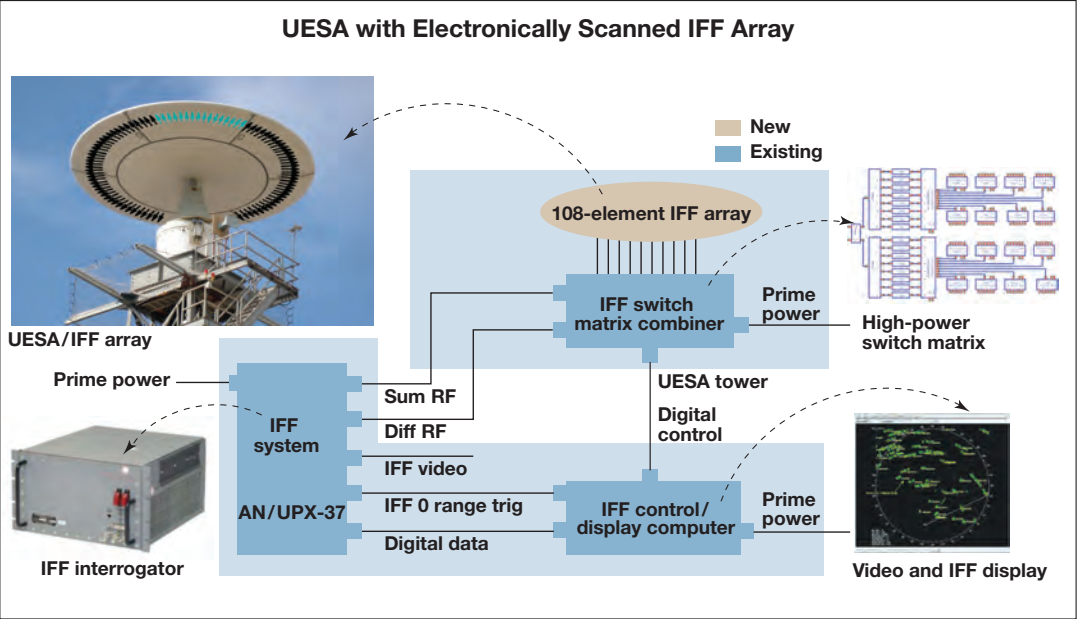 UESA with Electronically Scanned IFF Array
New
Existing
108-element IFF array
IFF switch
matrix combiner
Prime
power
High-power
switch matrix
UESA/IFF array
UESA tower
Digital
control
Prime power
IFF
system
AN/UPX-37
Sum RF
Diff RF
IFF video
IFF 0 range trig
Digital data
IFF control/
display computer
Prime
power
IFF interrogator
Video and IFF display